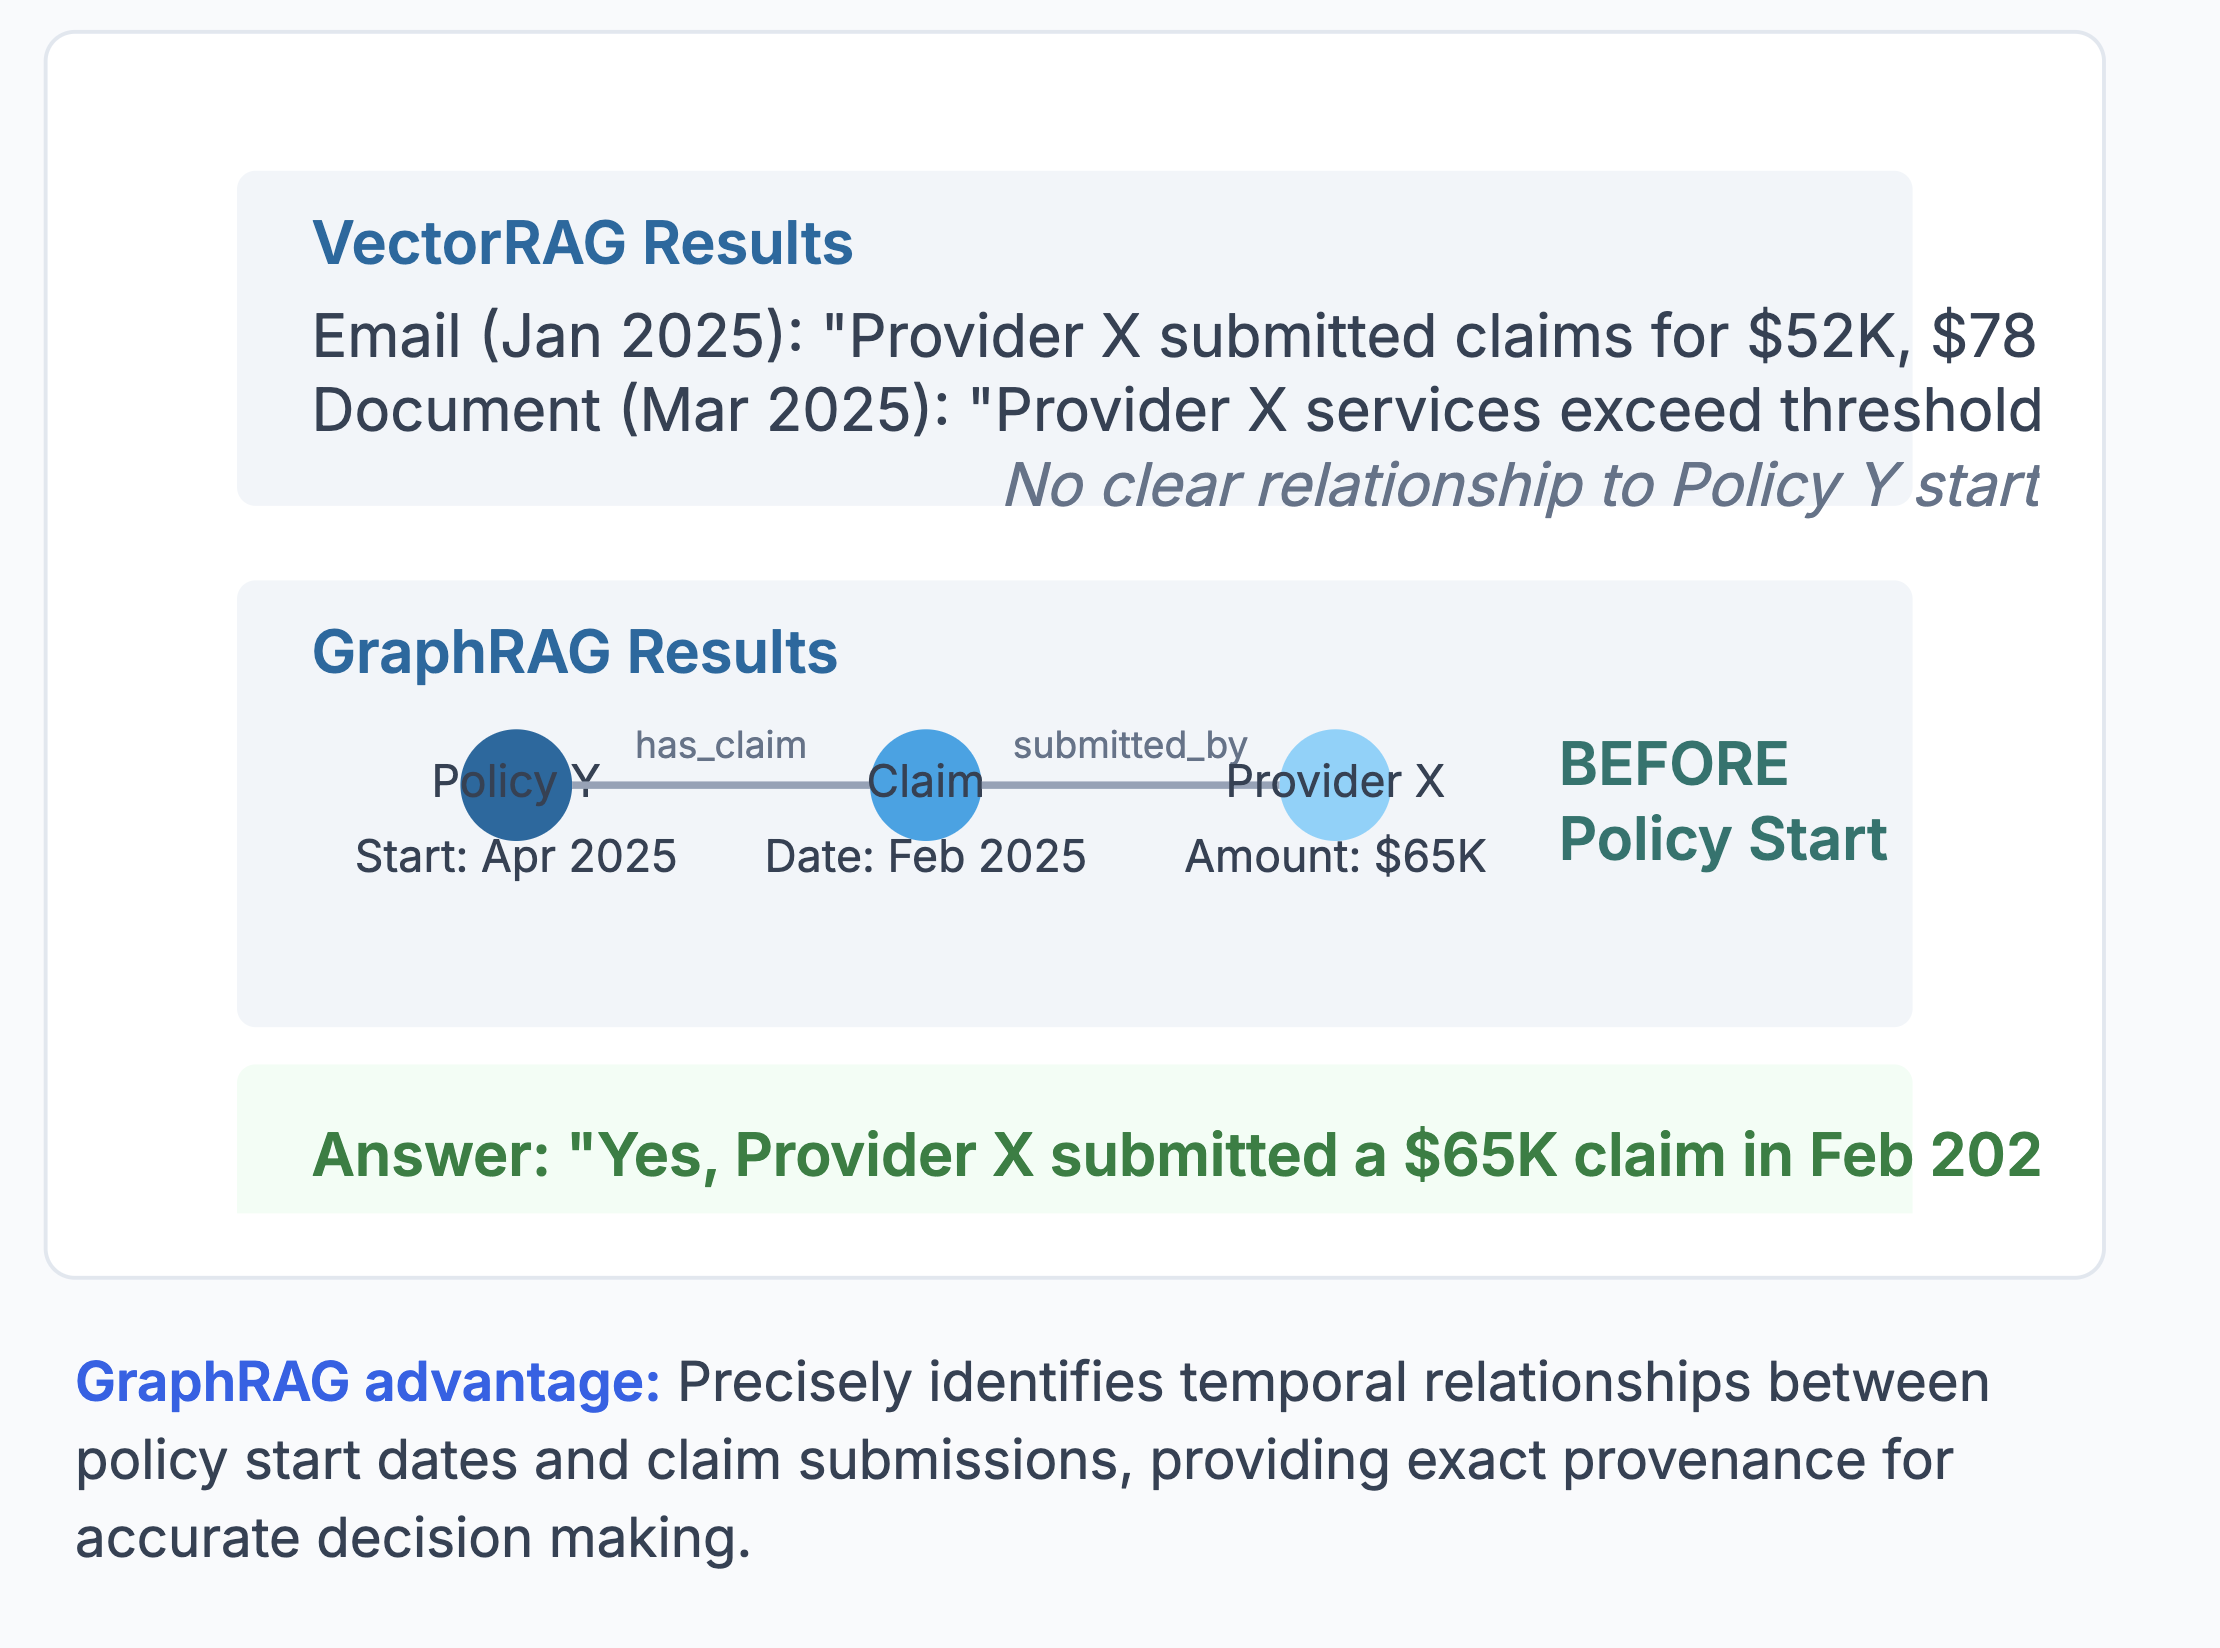 VectorRAG Results
Email (Jan 2025): "Provider X submitted claims for $52K, $78
Document (Mar 2025): "Provider X services exceed threshold
No clear relationship to Policy Y start
GraphRAG Results
has_claim
submitted_by
Policy Y
Claim
Provider X
Start: Apr 2025
Date: Feb 2025
Amount: $65K
BEFORE
Policy Start
Answer: "Yes, Provider X submitted a $65K claim in Feb 202
GraphRAG advantage: Precisely identifies temporal relationships between
policy start dates and claim submissions, providing exact provenance for
accurate decision making.